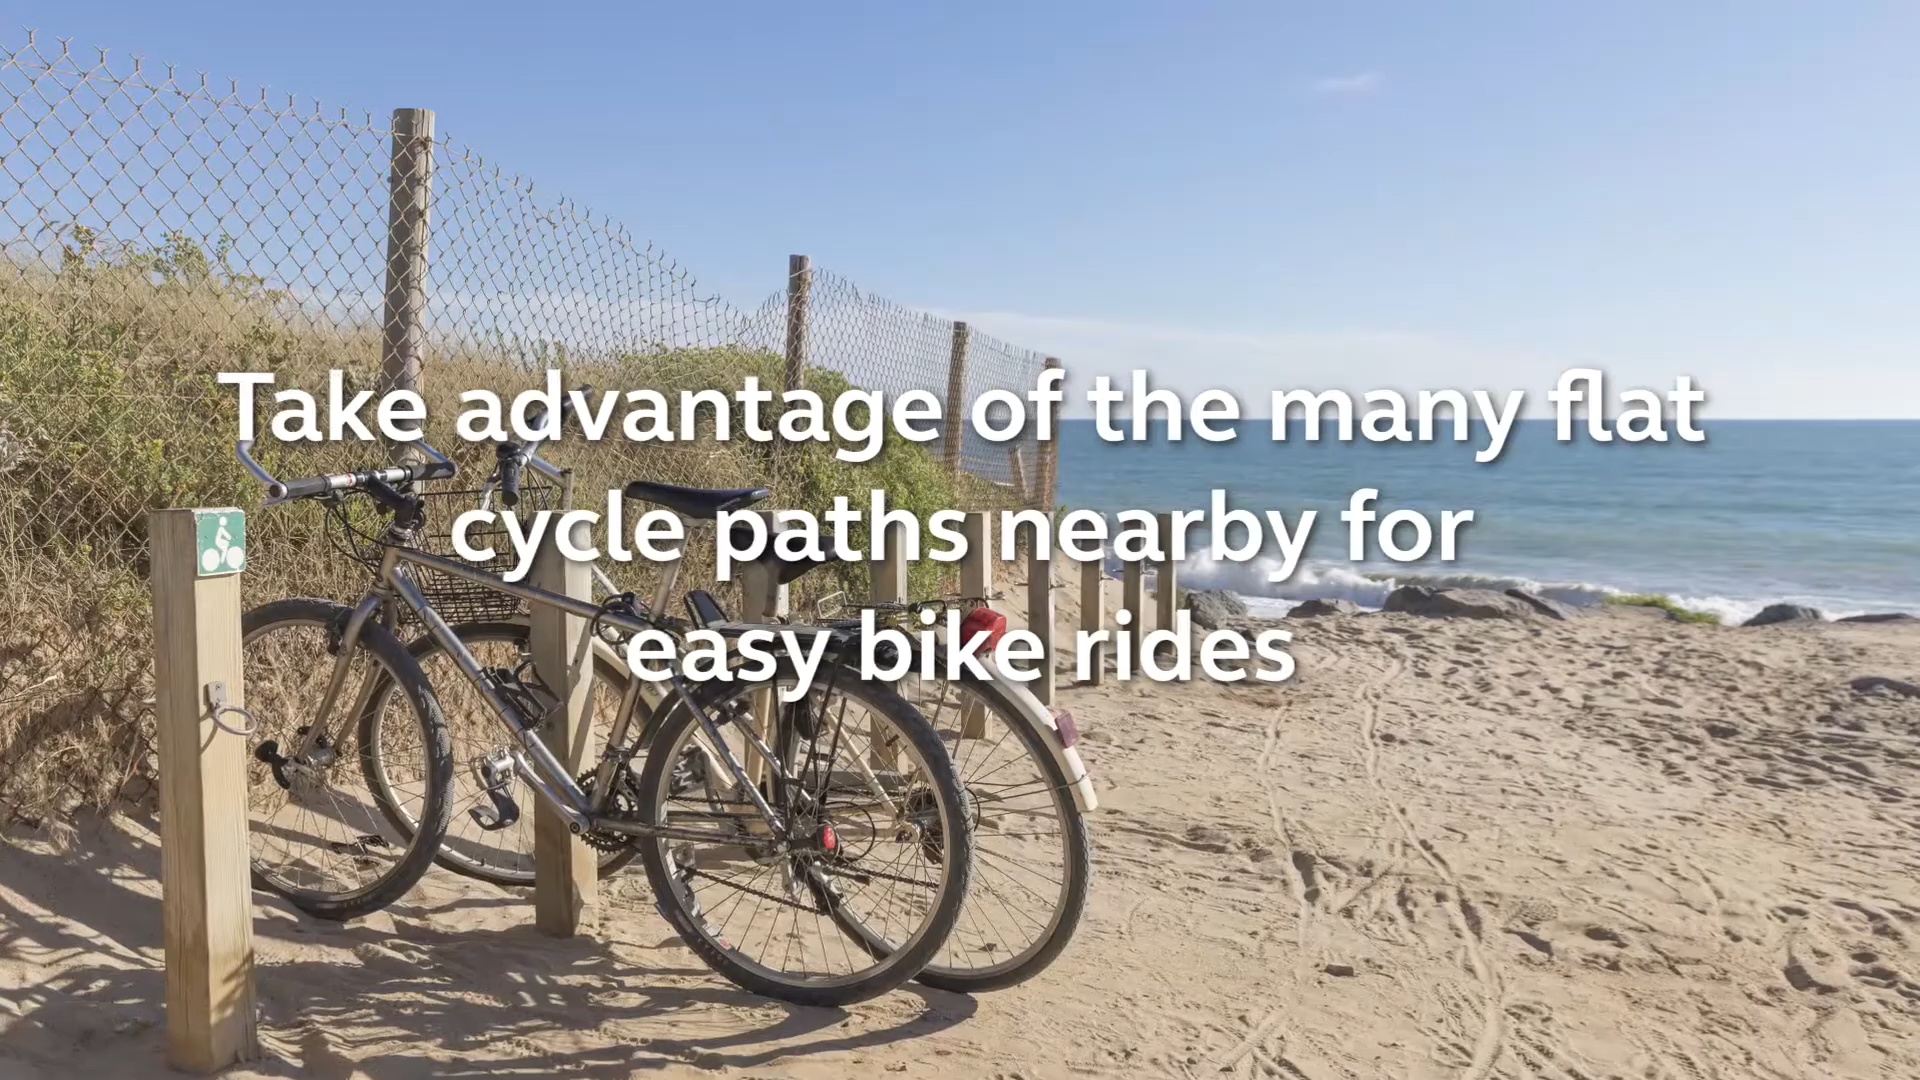 Take advantage of the many flat
cycle paths nearby for
easy bike rides